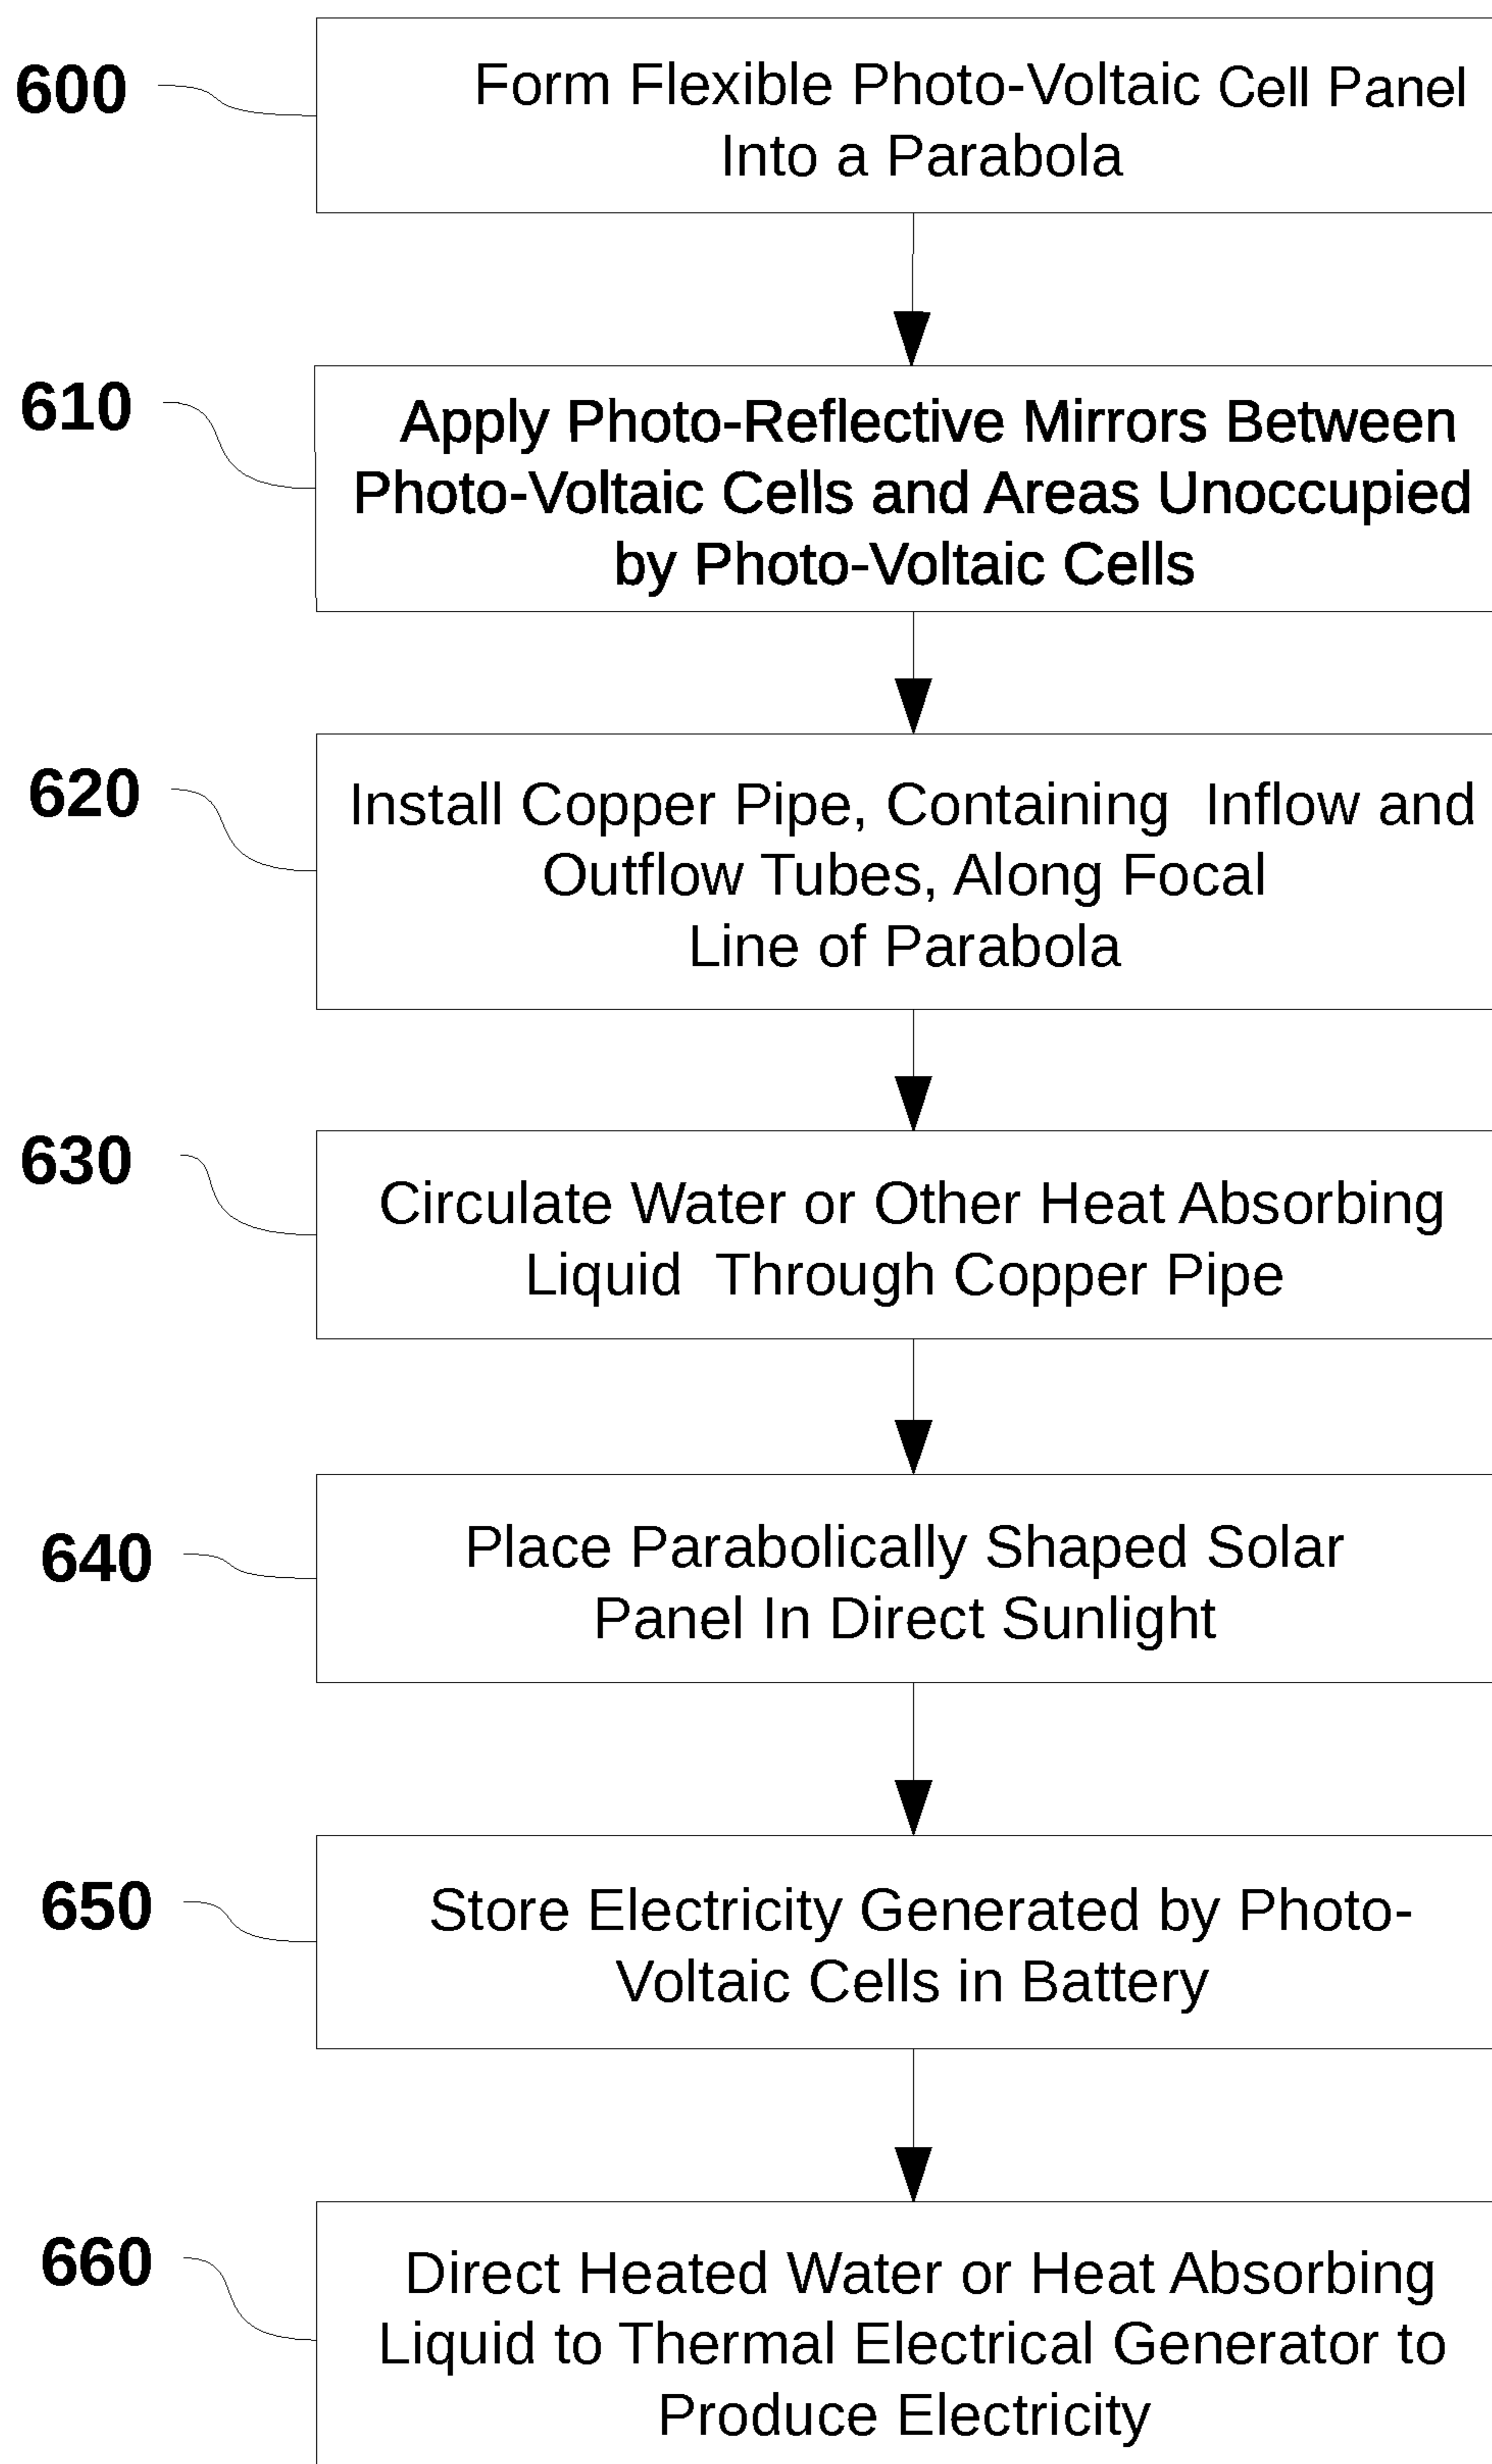 600
Form Flexible Photo-Voltaic Cell Panel
Into a Parabola
610
Apply Photo-Reflective Mirrors Between
Photo-Voltaic Cells and Areas Unoccupied
by Photo-Voltaic Cells
620
Install Copper Pipe, Containing  Inflow and
Outflow Tubes, Along Focal
Line of Parabola
630
Circulate Water or Other Heat Absorbing
Liquid  Through Copper Pipe
640
Place Parabolically Shaped Solar
Panel In Direct Sunlight
650
Store Electricity Generated by Photo-
Voltaic Cells in Battery
660
Direct Heated Water or Heat Absorbing
Liquid to Thermal Electrical Generator to
Produce Electricity